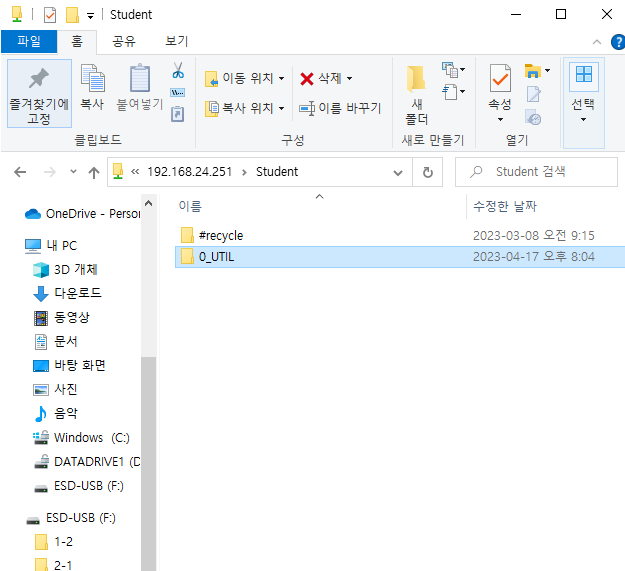 Student
파일 홈 공유 보기
즐겨찾기에 고정
복사
붙여넣기
이동 위치
복사 위치
삭제
이름 바꾸기
새 폴더
속성
선택
클립보드 구성 새로 만들기 열기
« 192.168.24.251 > Student
Student 검색
OneDrive - Person
내 PC
3D 개체
다운로드
동영상
문서
바탕 화면
사진
음악
Windows (C:)
DATADRIVE1 (D
ESD-USB (F:)
ESD-USB (F:)
1-2
2-1
이름 수정한 날짜
#recycle 2023-03-08 오전 9:15
0_UTIL 2023-04-17 오후 8:04